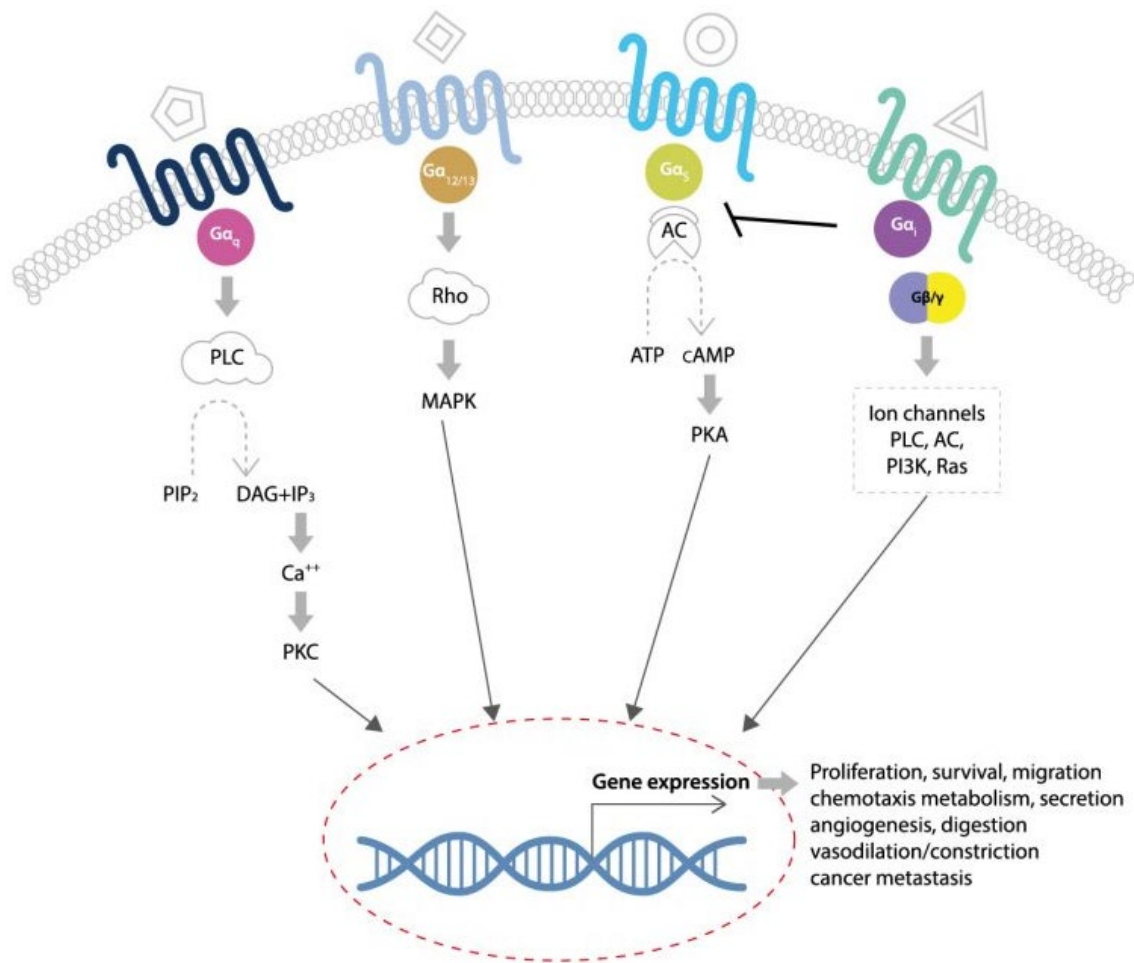 Gαq
PLC
PIP₂ DAG+IP₃
Ca⁺⁺
PKC
Gα12/13
Rho
MAPK
GαS
AC
ATP cAMP
PKA
Gαi
Gβ/γ
Ion channels
PLC, AC,
PI3K, Ras
Gene expression
Proliferation, survival, migration
chemotaxis metabolism, secretion
angiogenesis, digestion
vasodilation/constriction
cancer metastasis